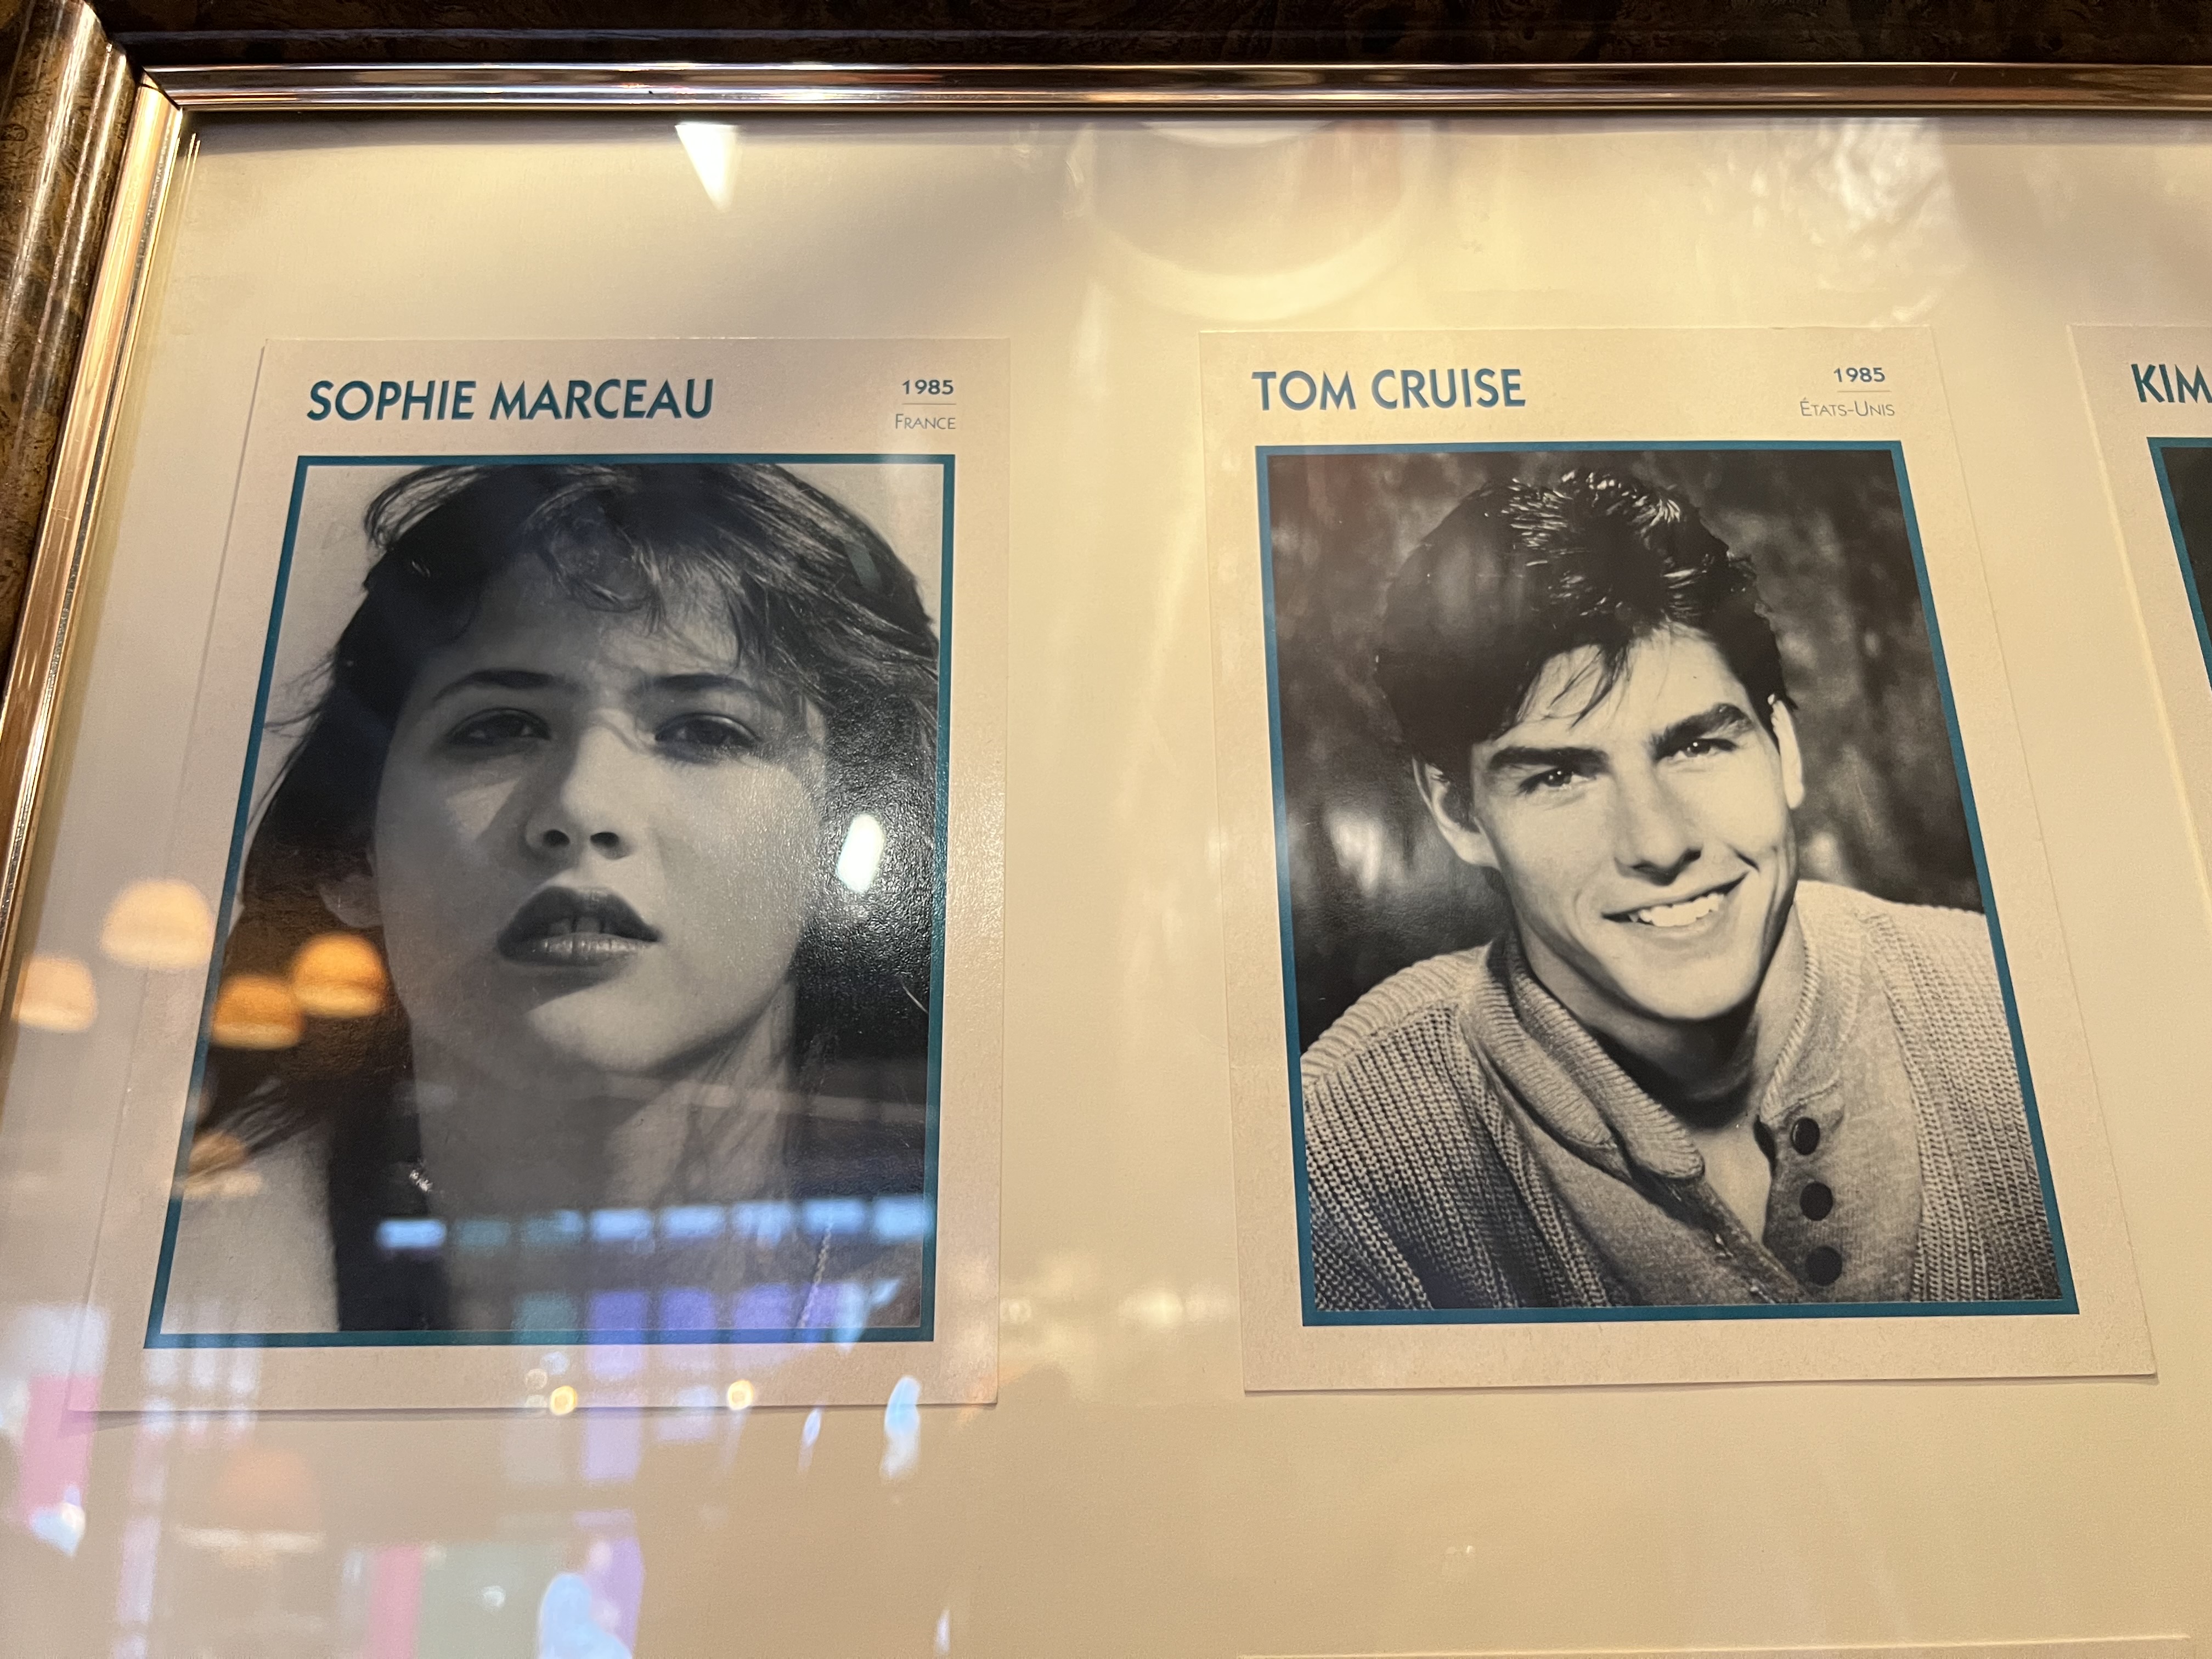 SOPHIE MARCEAU
1985
FRANCE
TOM CRUISE
1985
ÉTATS-UNIS
KIM